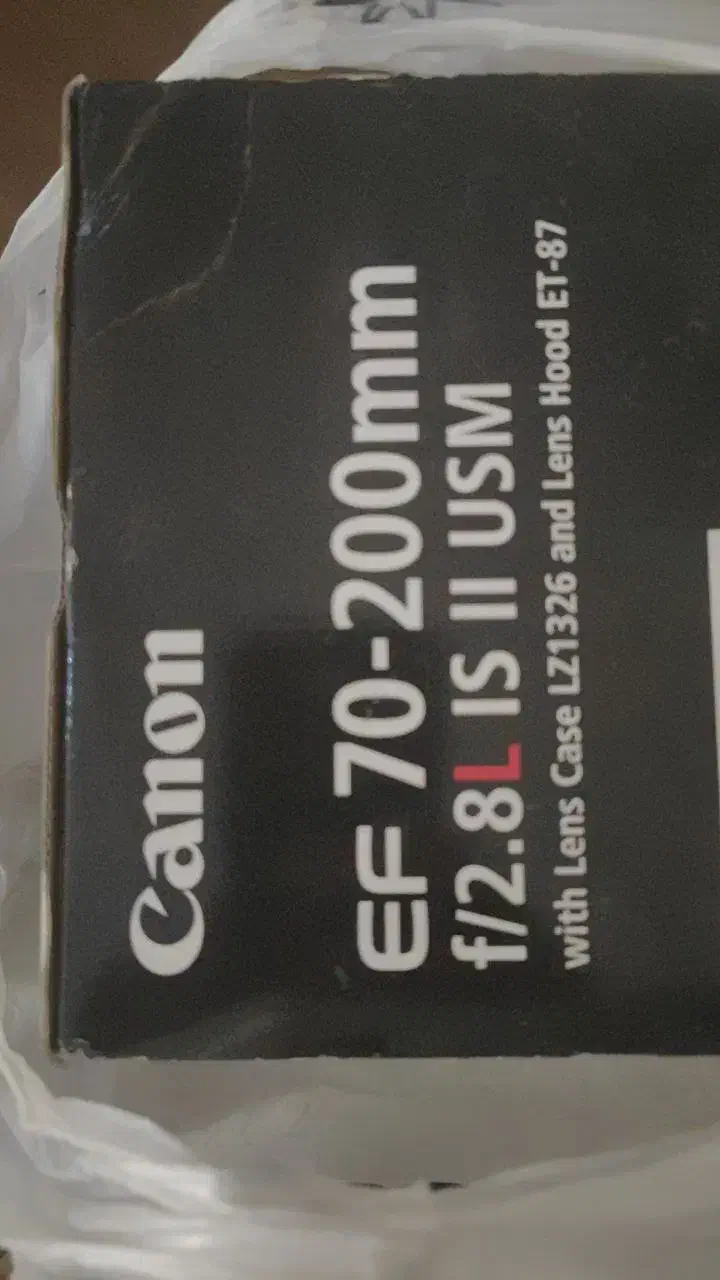 Canon
EF 70-200mm
f/2.8L IS II USM
with Lens Case LZ1326 and Lens Hood ET-87